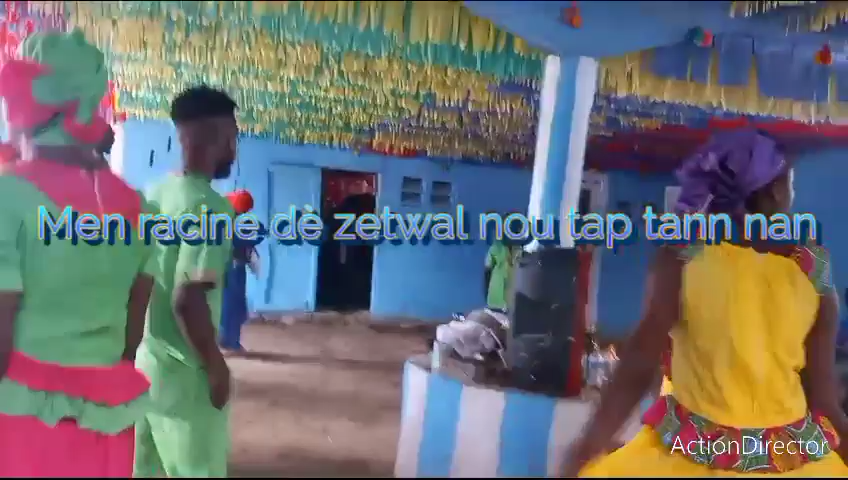 Men racine dè zetwal nou tap tann nan
ActionDirector